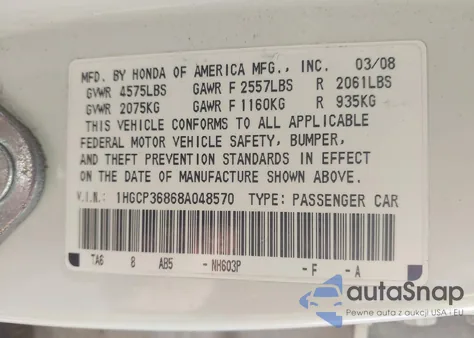 MFD. BY HONDA OF AMERICA MFG., INC. 03/08
GVWR 4575LBS GAWR F 2557LBS R 2061LBS
GVWR 2075KG GAWR F 1160KG R 935KG
THIS VEHICLE CONFORMS TO ALL APPLICABLE
FEDERAL MOTOR VEHICLE SAFETY, BUMPER,
AND THEFT PREVENTION STANDARDS IN EFFECT
ON THE DATE OF MANUFACTURE SHOWN ABOVE.
V.I.N.: 1HGCP36868A048570 TYPE: PASSENGER CAR
TA6 8 AB5 -NH603P -F -A
autoSnap
Pewne auta z aukcji USA i EU